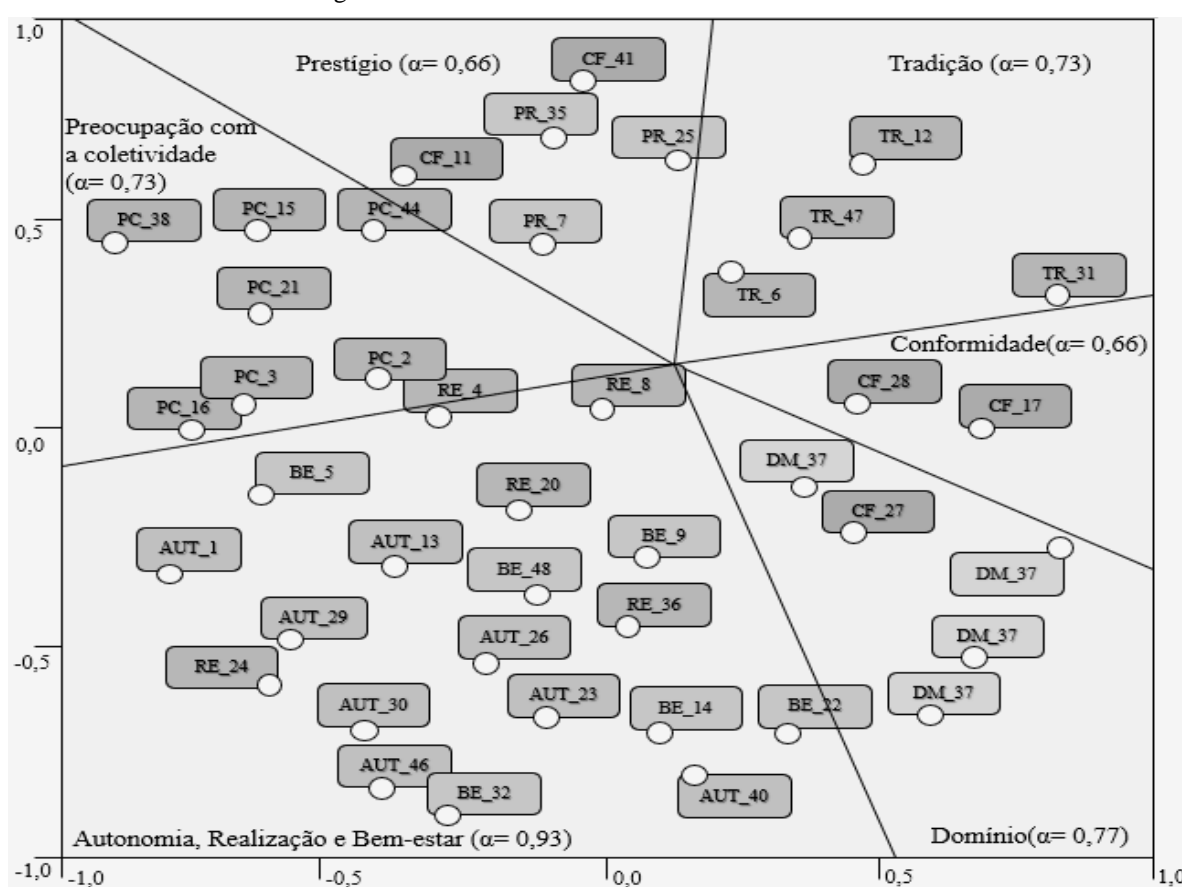 1,0
Prestígio (α= 0,66)
CF_41
Tradição (α= 0,73)
PR_35
Preocupação com
a coletividade
(α= 0,73)
PR_25
TR_12
CF_11
PC_38
PC_15
PC_44
PR_7
TR_47
0,5
PC_21
TR_6
TR_31
Conformidade(α= 0,66)
PC_2
PC_3
RE_4
RE_8
CF_28
PC_16
CF_17
0,0
BE_5
RE_20
DM_37
CF_27
AUT_1
AUT_13
BE_9
BE_48
DM_37
AUT_29
RE_36
AUT_26
DM_37
-0,5
RE_24
AUT_30
AUT_23
BE_14
BE_22
DM_37
AUT_46
BE_32
AUT_40
Autonomia, Realização e Bem-estar (α= 0,93)
Domínio(α= 0,77)
-1,0
-1,0
-0,5
0,0
0,5
1,0